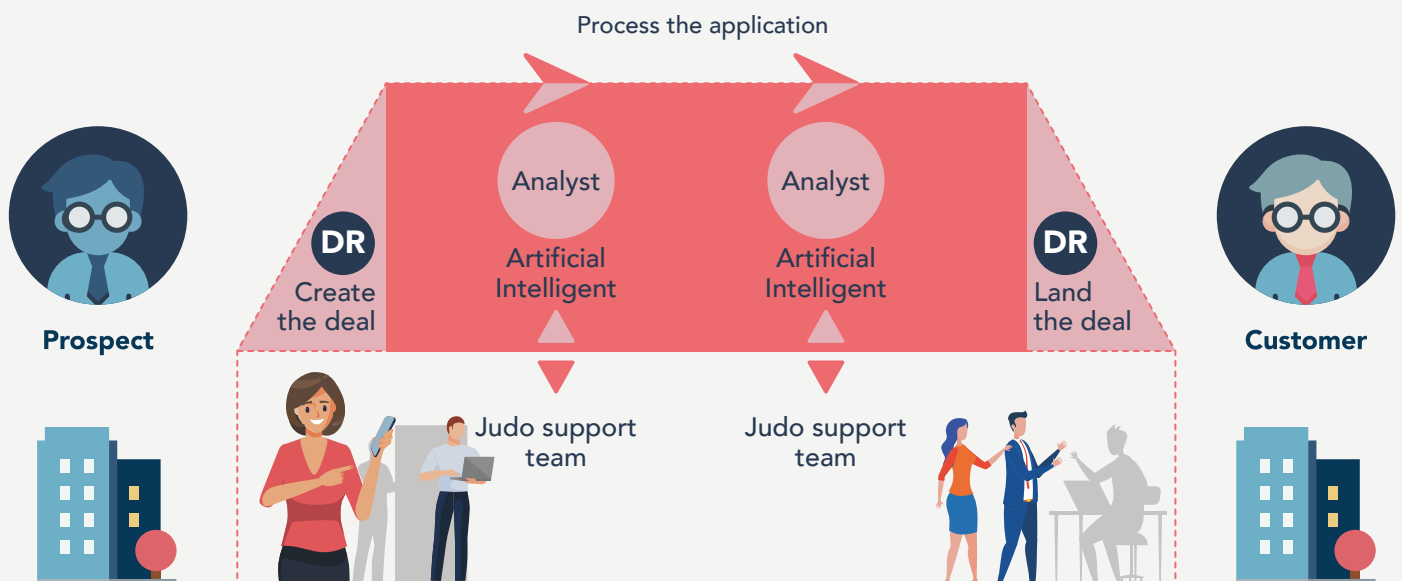 Process the application
Analyst
Analyst
DR
DR
Artificial
Intelligent
Artificial
Intelligent
Create
the deal
Land
the deal
Prospect
Customer
Judo support
team
Judo support
team